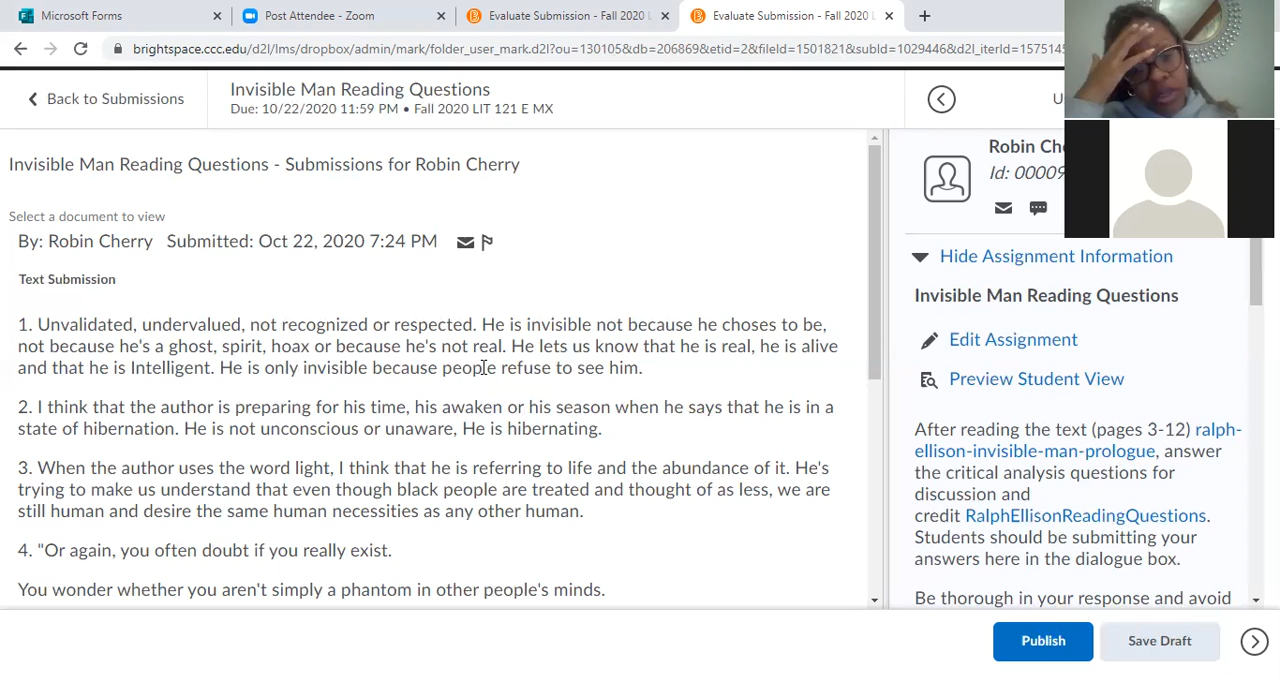 Microsoft Forms
Post Attendee - Zoom
Evaluate Submission - Fall 2020 L
Evaluate Submission - Fall 2020 L
brightspace.ccc.edu/d2l/lms/dropbox/admin/mark/folder_user_mark.d2l?ou=130105&db=206869&etid=2&fileId=1501821&subId=1029446&d2l_iterId=1575145
Back to Submissions
Invisible Man Reading Questions
Due: 10/22/2020 11:59 PM • Fall 2020 LIT 121 E MX
U
Invisible Man Reading Questions - Submissions for Robin Cherry
Select a document to view
By: Robin Cherry Submitted: Oct 22, 2020 7:24 PM
Text Submission
1. Unvalidated, undervalued, not recognized or respected. He is invisible not because he choses to be,
not because he's a ghost, spirit, hoax or because he's not real. He lets us know that he is real, he is alive
and that he is Intelligent. He is only invisible because people refuse to see him.
2. I think that the author is preparing for his time, his awaken or his season when he says that he is in a
state of hibernation. He is not unconscious or unaware, He is hibernating.
3. When the author uses the word light, I think that he is referring to life and the abundance of it. He's
trying to make us understand that even though black people are treated and thought of as less, we are
still human and desire the same human necessities as any other human.
4. "Or again, you often doubt if you really exist.
You wonder whether you aren't simply a phantom in other people's minds.
Robin Ch
Id: 00009
Hide Assignment Information
Invisible Man Reading Questions
Edit Assignment
Preview Student View
After reading the text (pages 3-12) ralph-
ellison-invisible-man-prologue, answer
the critical analysis questions for
discussion and
credit RalphEllisonReadingQuestions.
Students should be submitting your
answers here in the dialogue box.
Be thorough in your response and avoid
Publish
Save Draft